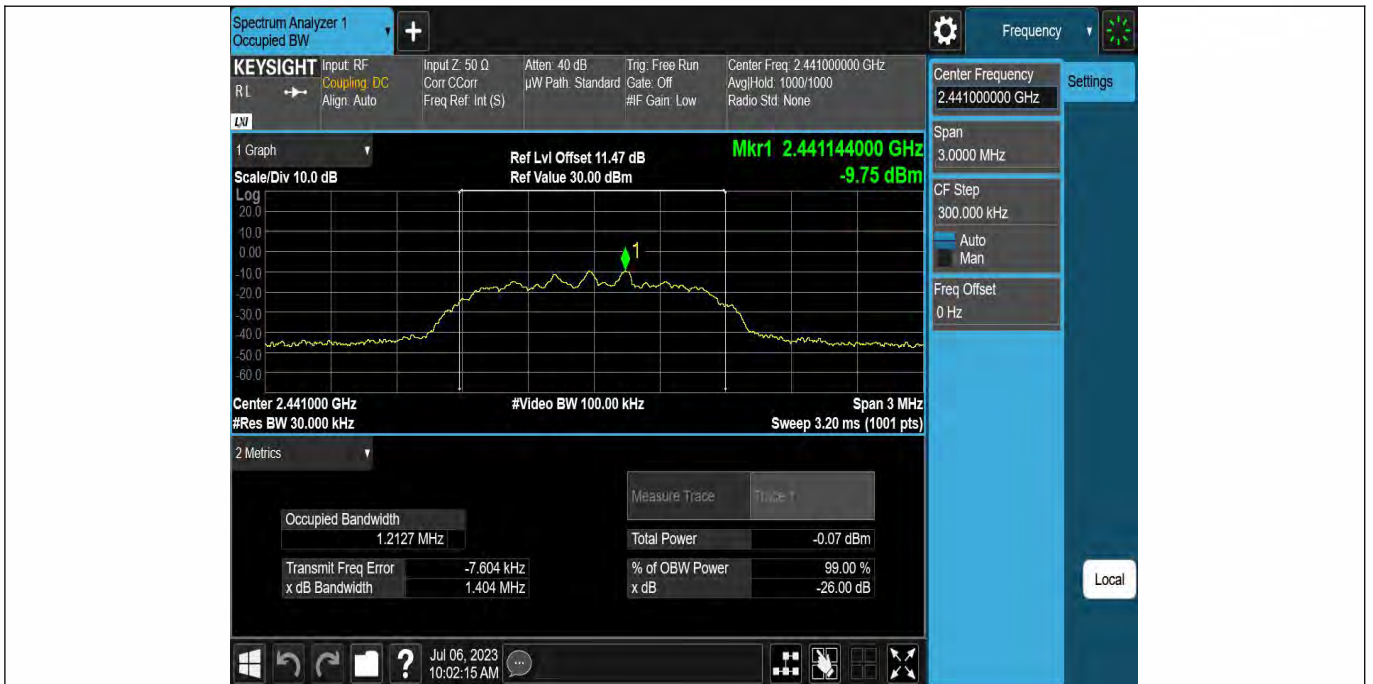 Spectrum Analyzer 1
Occupied BW
+
Frequency
KEYSIGHT
R L
LXI
Input: RF
Coupling: DC
Align: Auto
Input Z: 50 Ω
Corr CCorr
Freq Ref: Int (S)
Atten: 40 dB
µW Path: Standard
Trig: Free Run
Gate: Off
#IF Gain: Low
Center Freq: 2.441000000 GHz
Avg|Hold: 1000/1000
Radio Std: None
Center Frequency
2.441000000 GHz
Settings
Span
3.0000 MHz
CF Step
300.000 kHz
Auto
Man
Freq Offset
0 Hz
Local
1 Graph
Scale/Div 10.0 dB
Ref Lvl Offset 11.47 dB
Ref Value 30.00 dBm
Mkr1 2.441144000 GHz
-9.75 dBm
Log
20.0
10.0
0.00
-10.0
-20.0
-30.0
-40.0
-50.0
-60.0
1
Center 2.441000 GHz
#Res BW 30.000 kHz
#Video BW 100.00 kHz
Span 3 MHz
Sweep 3.20 ms (1001 pts)
2 Metrics
Measure Trace
Trace 1
Occupied Bandwidth
1.2127 MHz
Total Power
-0.07 dBm
Transmit Freq Error
-7.604 kHz
% of OBW Power
99.00 %
x dB Bandwidth
1.404 MHz
x dB
-26.00 dB
?
Jul 06, 2023
10:02:15 AM